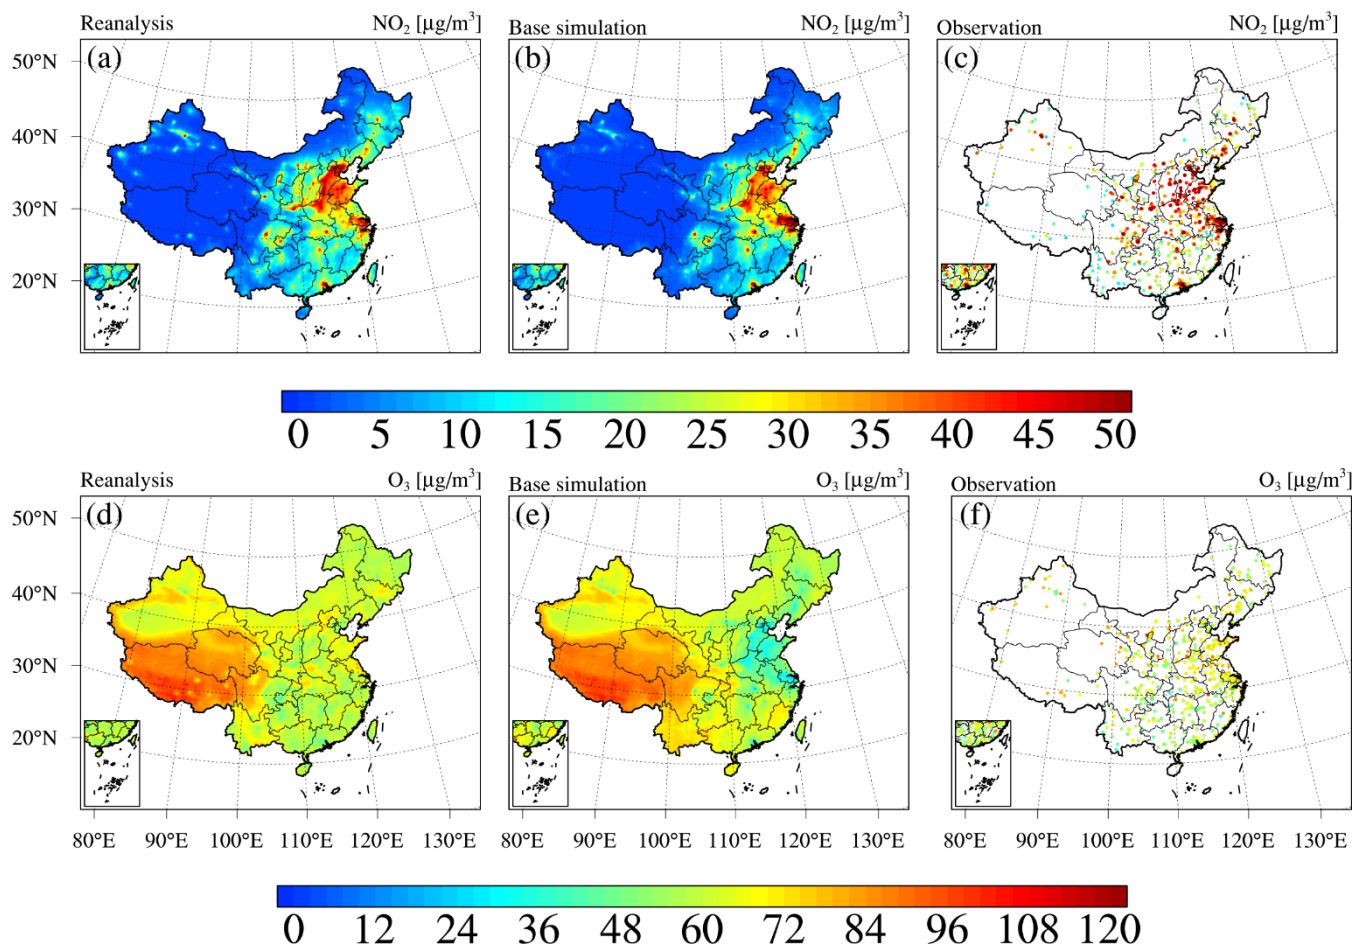 Reanalysis NO₂ [µg/m³] Base simulation NO₂ [µg/m³] Observation NO₂ [µg/m³]
(a) (b) (c)
50°N
40°N
30°N
20°N
0 5 10 15 20 25 30 35 40 45 50
Reanalysis O₃ [µg/m³] Base simulation O₃ [µg/m³] Observation O₃ [µg/m³]
(d) (e) (f)
50°N
40°N
30°N
20°N
80°E 90°E 100°E 110°E 120°E 130°E 80°E 90°E 100°E 110°E 120°E 130°E 80°E 90°E 100°E 110°E 120°E 130°E
0 12 24 36 48 60 72 84 96 108 120